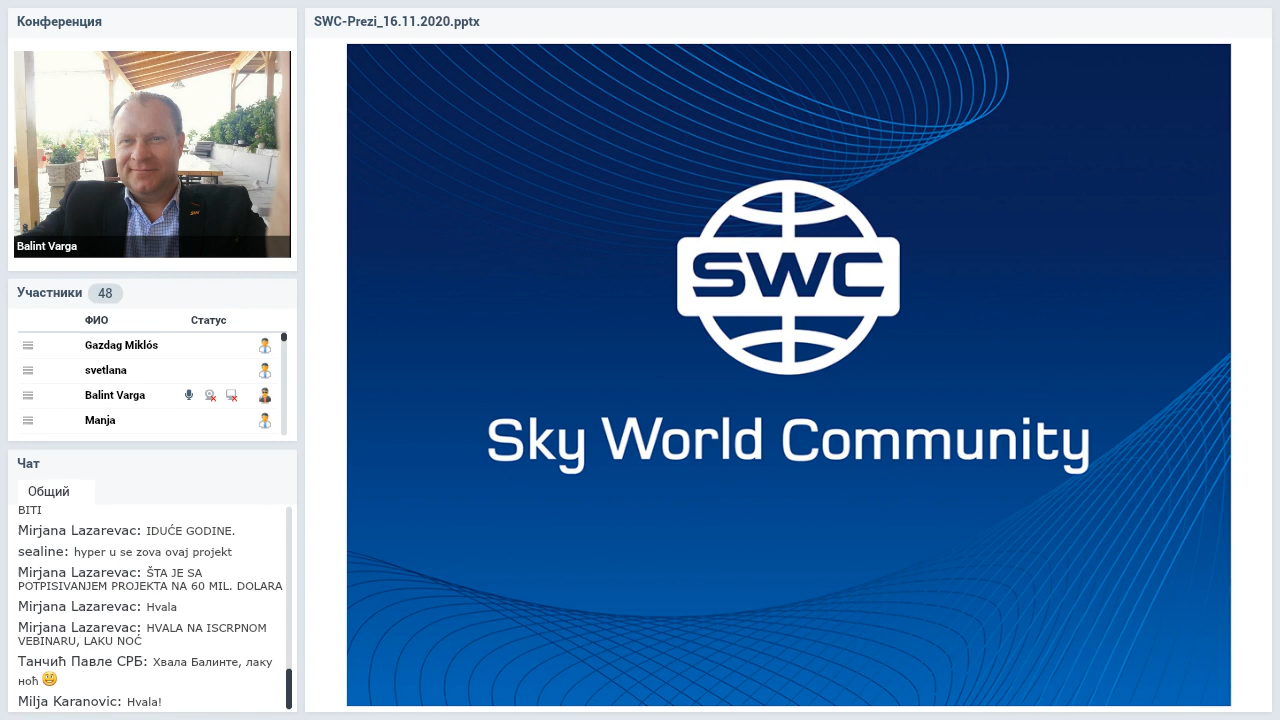 Конференция
Balint Varga
Участники 48
ФИО Статус
Gazdag Miklós
svetlana
Balint Varga
Manja
Чат
Общий
BITI
Mirjana Lazarevac: IDUĆE GODINE.
sealine: hyper u se zova ovaj projekt
Mirjana Lazarevac: ŠTA JE SA
POTPISIVANJEM PROJEKTA NA 60 MIL. DOLARA
Mirjana Lazarevac: Hvala
Mirjana Lazarevac: HVALA NA ISCRPNOM
VEBINARU, LAKU NOĆ
Танчић Павле СРБ: Хвала Балинте, лаку
ноћ
Milja Karanovic: Hvala!
SWC-Prezi_16.11.2020.pptx
SWC
Sky World Community